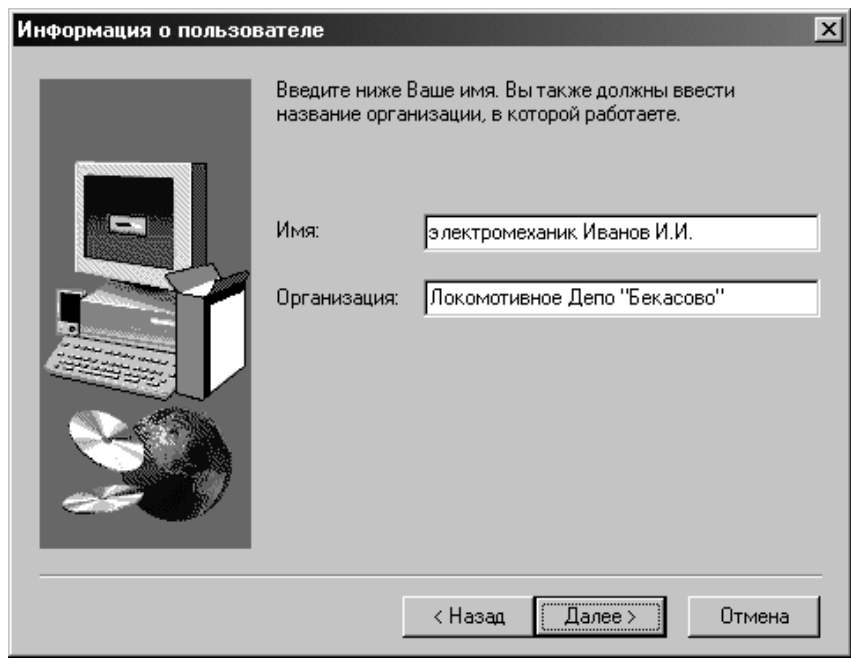 Информация о пользователе
Введите ниже Ваше имя. Вы также должны ввести
название организации, в которой работаете.
Имя:
электромеханик Иванов И.И.
Организация:
Локомотивное Депо "Бекасово"
< Назад
Далее >
Отмена